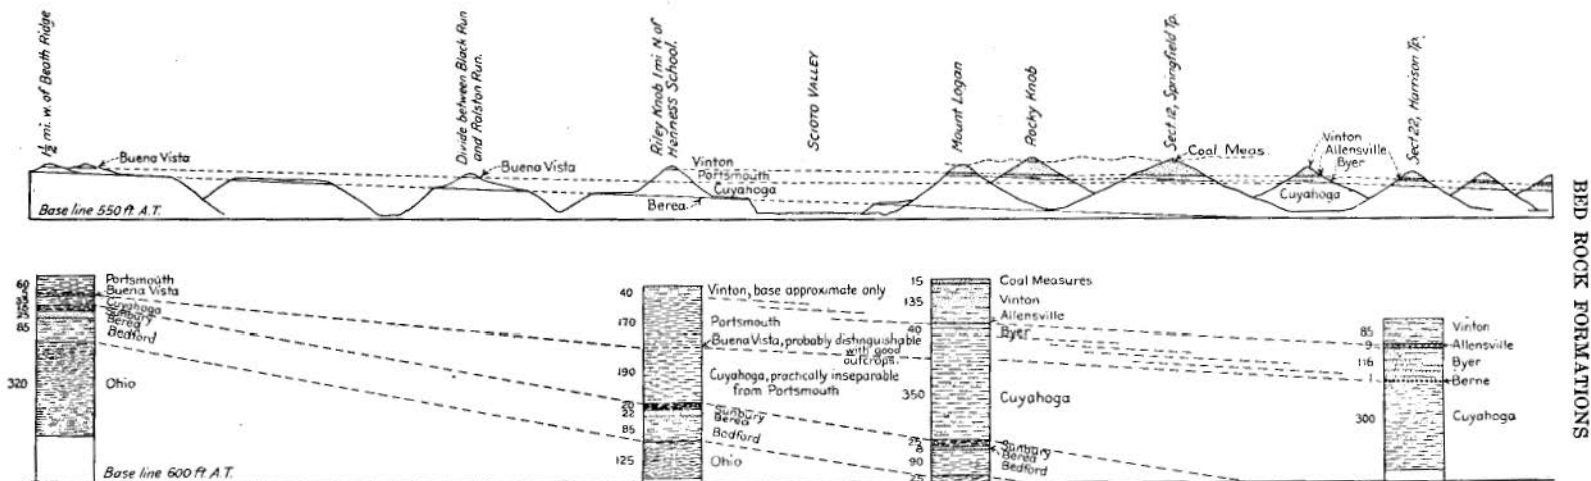 1½ mi. w. of Beath Ridge
Divide between Black Run
and Ralston Run.
Riley Knob 1 mi N. of
Henness School.
SCIOTO VALLEY
Mount Logan
Rocky Knob
Sect 12, Springfield Tp.
Sect 22, Harrison Tp.
Buena Vista
Buena Vista
Vinton
Portsmouth
Cuyahoga
Berea
Coal Meas.
Vinton
Allensville
Byer
Cuyahoga
Base line 550 ft. A.T.
BED ROCK FORMATIONS
60 Portsmouth
Buena Vista
Cuyahoga
Sunbury
25 Berea
85 Bedford
320 Ohio
Base line 600 ft A.T.
40 Vinton, base approximate only
170 Portsmouth
Buena Vista, probably distinguishable
with good
outcrops.
190 Cuyahoga, practically inseparable
from Portsmouth
20 Sunbury
22 Berea
85 Bedford
125 Ohio
15 Coal Measures
135 Vinton
Allensville
40 Byer
350 Cuyahoga
25 Sunbury
8 Berea
90 Bedford
25
85 Vinton
9 Allensville
116 Byer
1 Berne
300 Cuyahoga